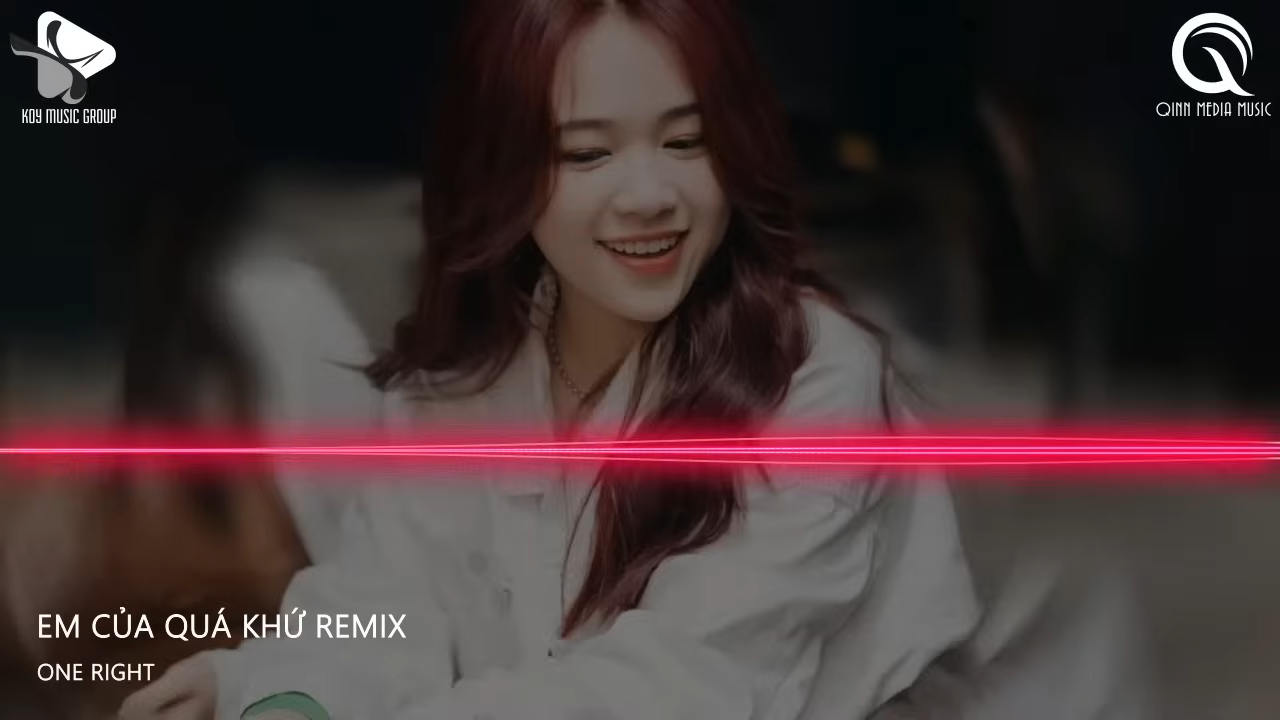 KOY MUSIC GROUP
QINN MEDIA MUSIC
EM CỦA QUÁ KHỨ REMIX
ONE RIGHT